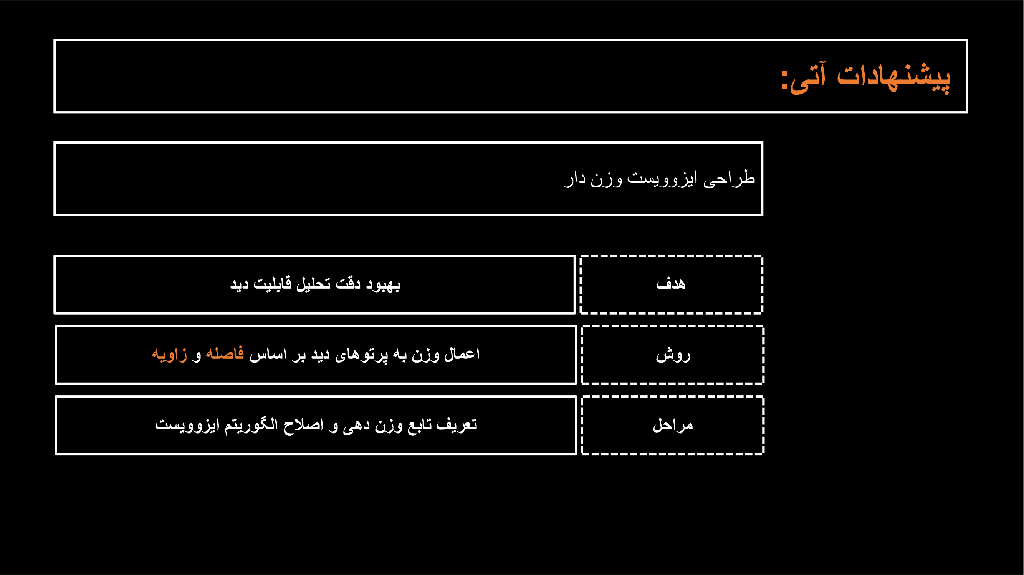 پیشنهادات آتی:
طراحی ایزوویست وزن دار
هدف
بهبود دقت تحلیل قابلیت دید
روش
اعمال وزن به پرتوهای دید بر اساس فاصله و زاویه
مراحل
تعریف تابع وزن دهی و اصلاح الگوریتم ایزوویست